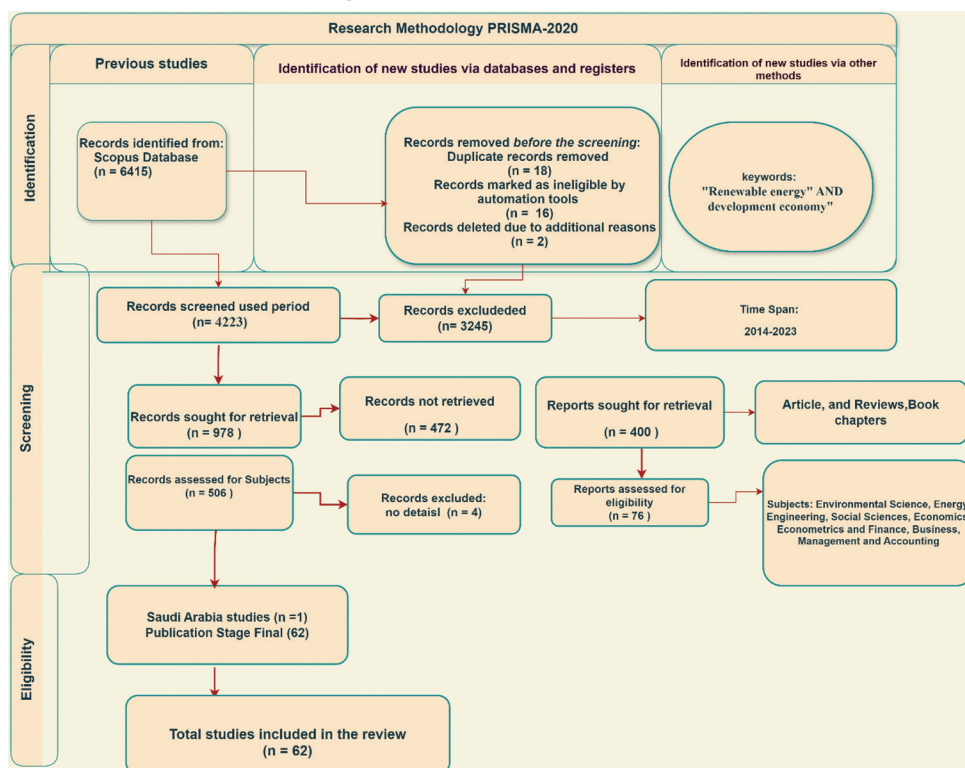 Research Methodology PRISMA-2020
Identification
Previous studies
Identification of new studies via databases and registers
Identification of new studies via other
methods
Records identified from:
Scopus Database
(n = 6415)
Records removed before the screening:
Duplicate records removed
(n = 18)
Records marked as ineligible by
automation tools
(n = 16)
Records deleted due to additional reasons
(n = 2)
keywords:
"Renewable energy" AND
development economy"
Screening
Records screened used period
(n= 4223)
Records excludeded
(n= 3245)
Time Span:
2014-2023
Records sought for retrieval
(n = 978 )
Records not retrieved
(n = 472 )
Reports sought for retrieval
(n = 400 )
Article, and Reviews,Book
chapters
Records assessed for Subjects
(n = 506 )
Records excluded:
no detaisl (n = 4)
Reports assessed for
eligibility
(n = 76 )
Subjects: Environmental Science, Energy
Engineering, Social Sciences, Economics
Econometrics and Finance, Business,
Management and Accounting
Eligibility
Saudi Arabia studies (n =1)
Publication Stage Final (62)
Total studies included in the review
(n = 62)